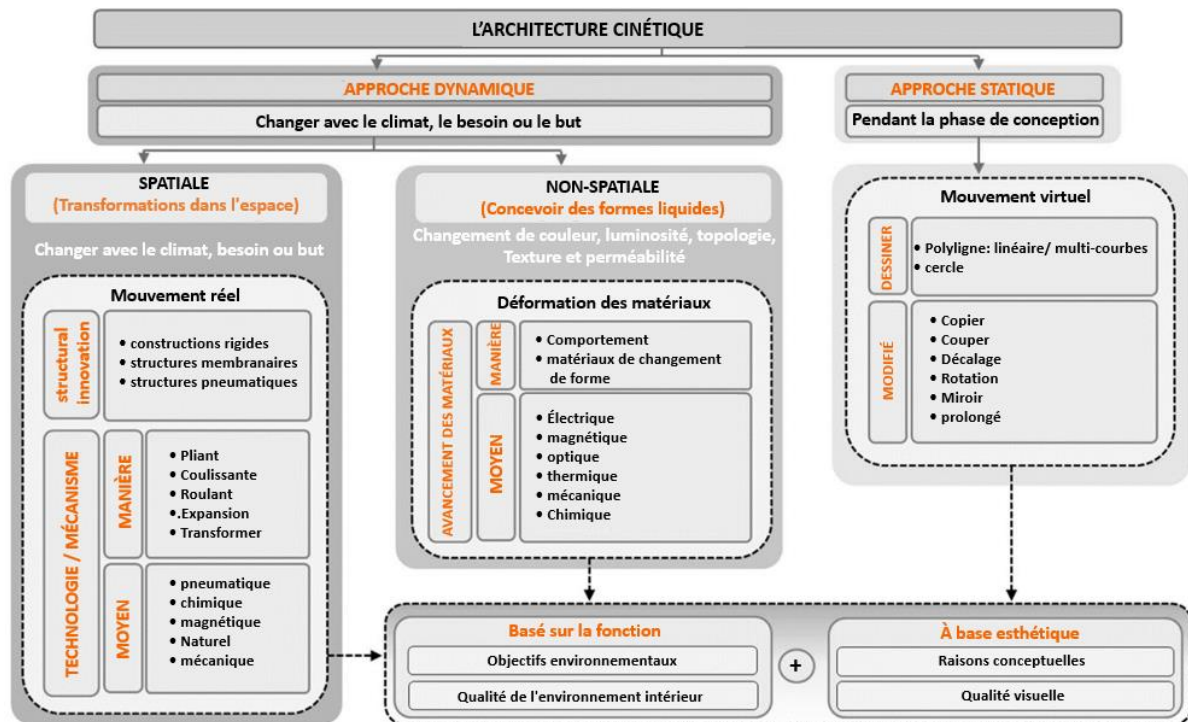 L'ARCHITECTURE CINÉTIQUE
APPROCHE DYNAMIQUE
Changer avec le climat, le besoin ou le but
APPROCHE STATIQUE
Pendant la phase de conception
SPATIALE
(Transformations dans l'espace)
Changer avec le climat, besoin ou but
Mouvement réel
structural
innovation
• constructions rigides
• structures membranaires
• structures pneumatiques
TECHNOLOGIE / MÉCANISME
MANIÈRE
• Pliant
• Coulissante
• Roulant
•.Expansion
• Transformer
MOYEN
• pneumatique
• chimique
• magnétique
• Naturel
• mécanique
NON-SPATIALE
(Concevoir des formes liquides)
Changement de couleur, luminosité, topologie,
Texture et perméabilité
Déformation des matériaux
AVANCEMENT DES MATÉRIAUX
MANIÈRE
• Comportement
• matériaux de changement
de forme
MOYEN
• Électrique
• magnétique
• optique
• thermique
• mécanique
• Chimique
Mouvement virtuel
DESSINER
• Polyligne: linéaire/ multi-courbes
• cercle
MODIFIÉ
• Copier
• Couper
• Décalage
• Rotation
• Miroir
• prolongé
Basé sur la fonction
Objectifs environnementaux
Qualité de l'environnement intérieur
+
À base esthétique
Raisons conceptuelles
Qualité visuelle